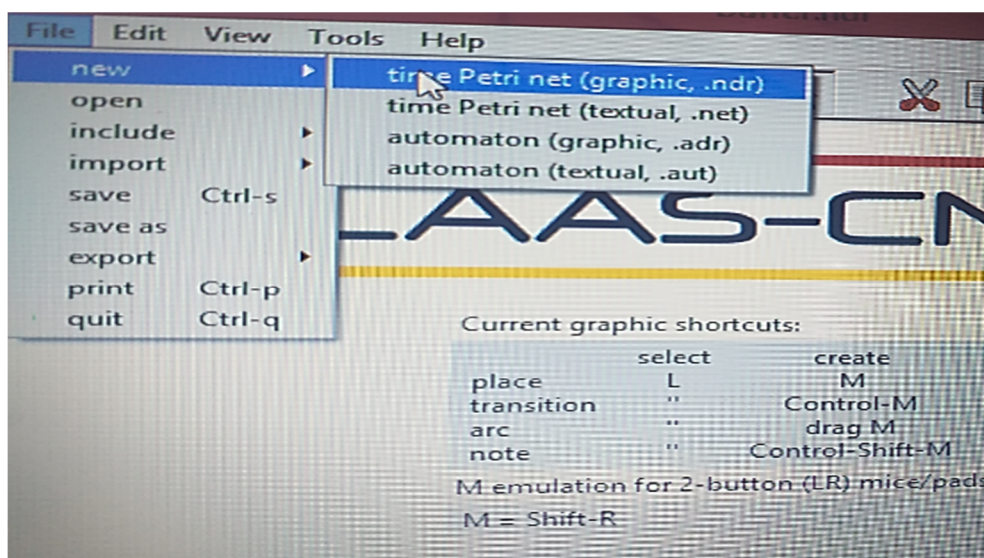 File Edit View Tools Help
new
time Petri net (graphic, .ndr)
open
time Petri net (textual, .net)
include
automaton (graphic, .adr)
import
automaton (textual, .aut)
save Ctrl-s
save as
export
print Ctrl-p
quit Ctrl-q
LAAS-CN
Current graphic shortcuts:
select create
place L M
transition " Control-M
arc " drag M
note " Control-Shift-M
M emulation for 2-button (LR) mice/pads
M = Shift-R